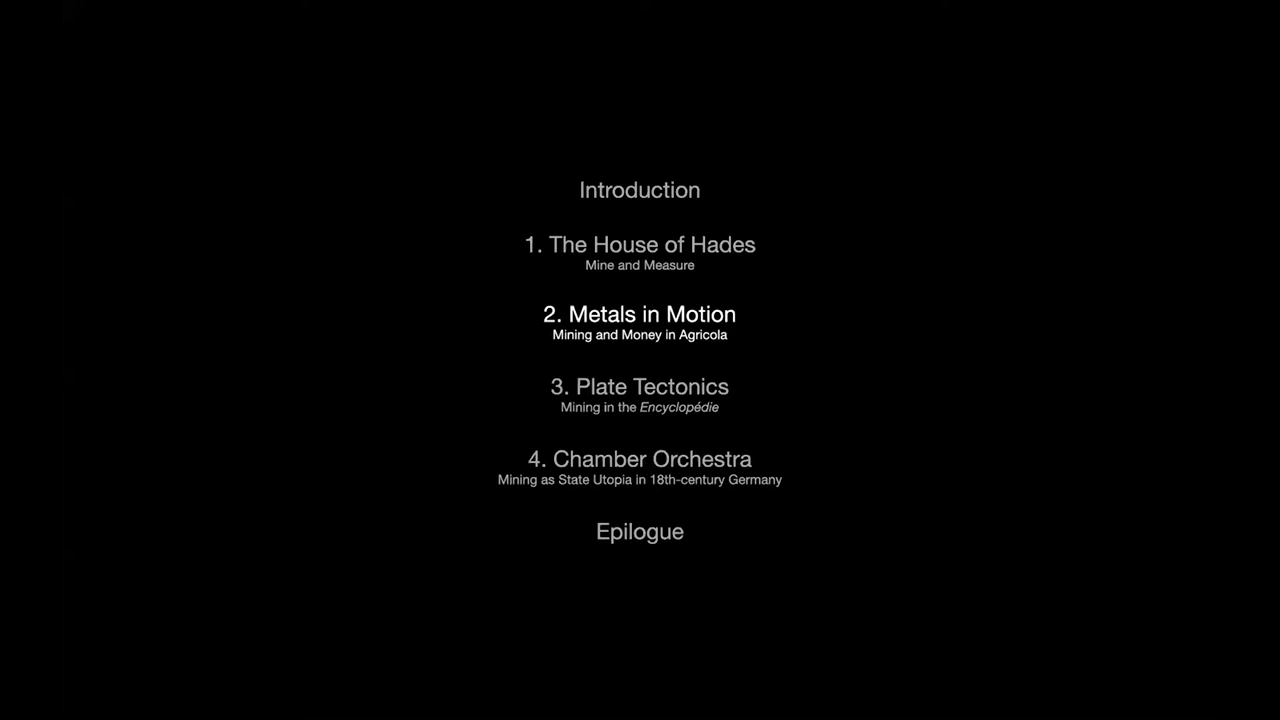 Introduction
1. The House of Hades
Mine and Measure
2. Metals in Motion
Mining and Money in Agricola
3. Plate Tectonics
Mining in the Encyclopédie
4. Chamber Orchestra
Mining as State Utopia in 18th-century Germany
Epilogue